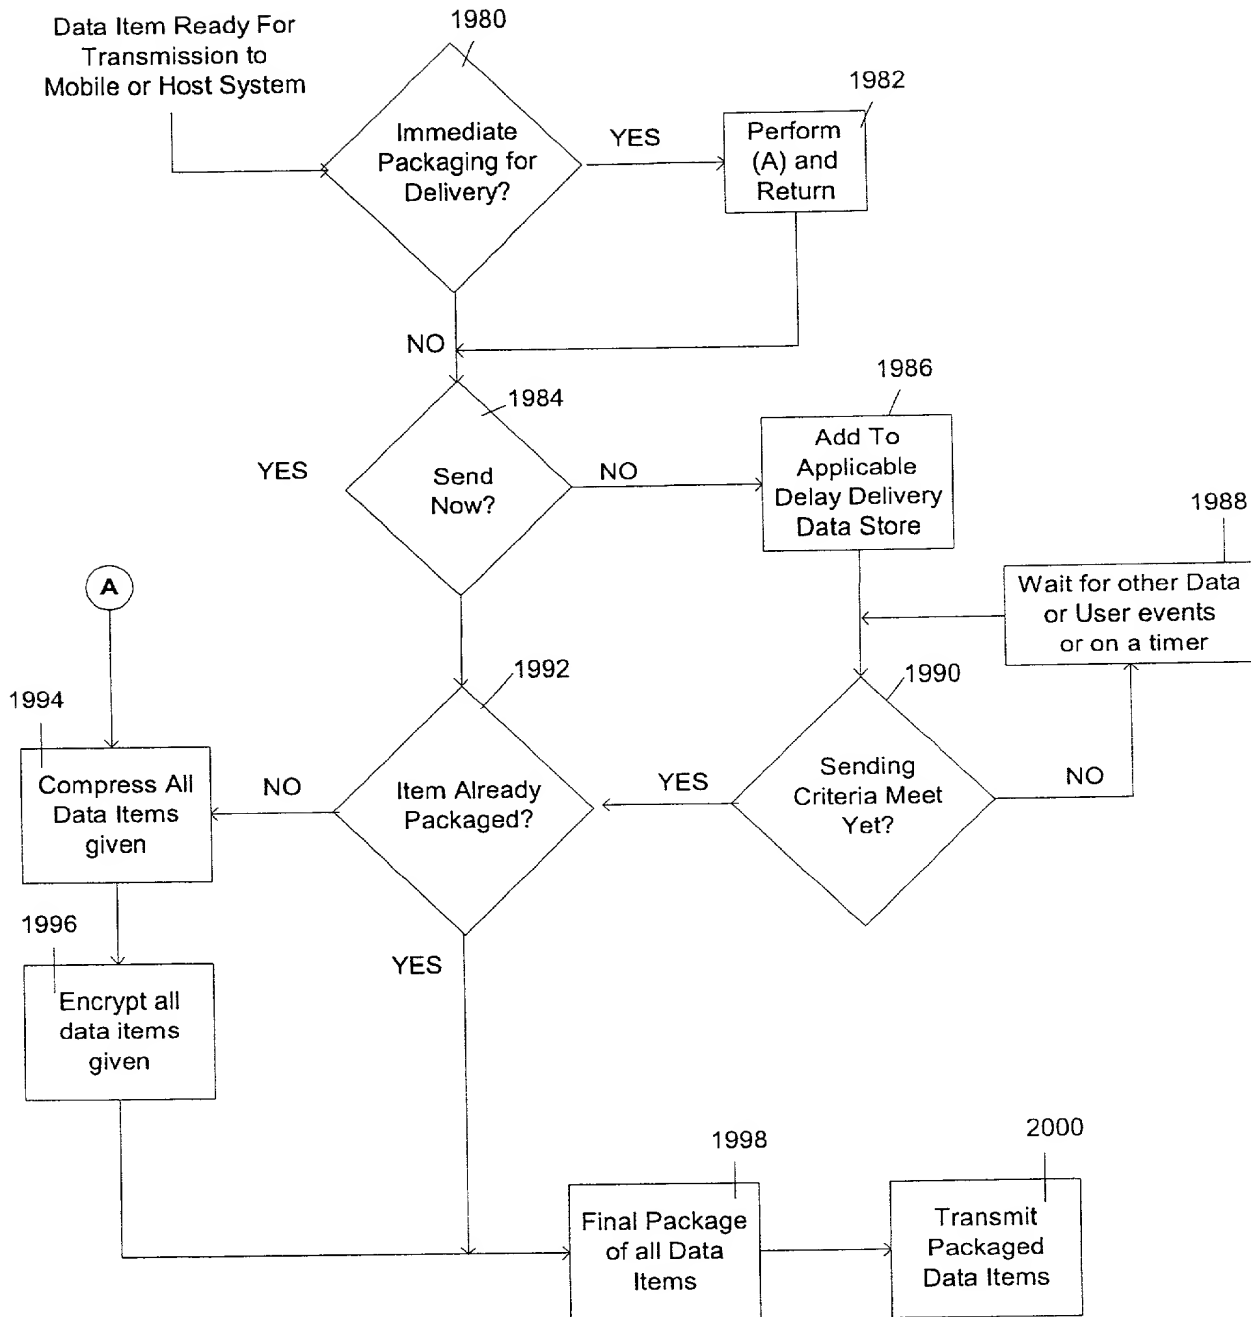 Data Item Ready For
Transmission to
Mobile or Host System
1980
Immediate
Packaging for
Delivery?
YES
1982
Perform
(A) and
Return
NO
1984
Send
Now?
YES
NO
1986
Add To
Applicable
Delay Delivery
Data Store
1988
Wait for other Data
or User events
or on a timer
A
1990
Sending
Criteria Meet
Yet?
NO
YES
1992
Item Already
Packaged?
NO
1994
Compress All
Data Items
given
1996
Encrypt all
data items
given
YES
1998
Final Package
of all Data
Items
2000
Transmit
Packaged
Data Items